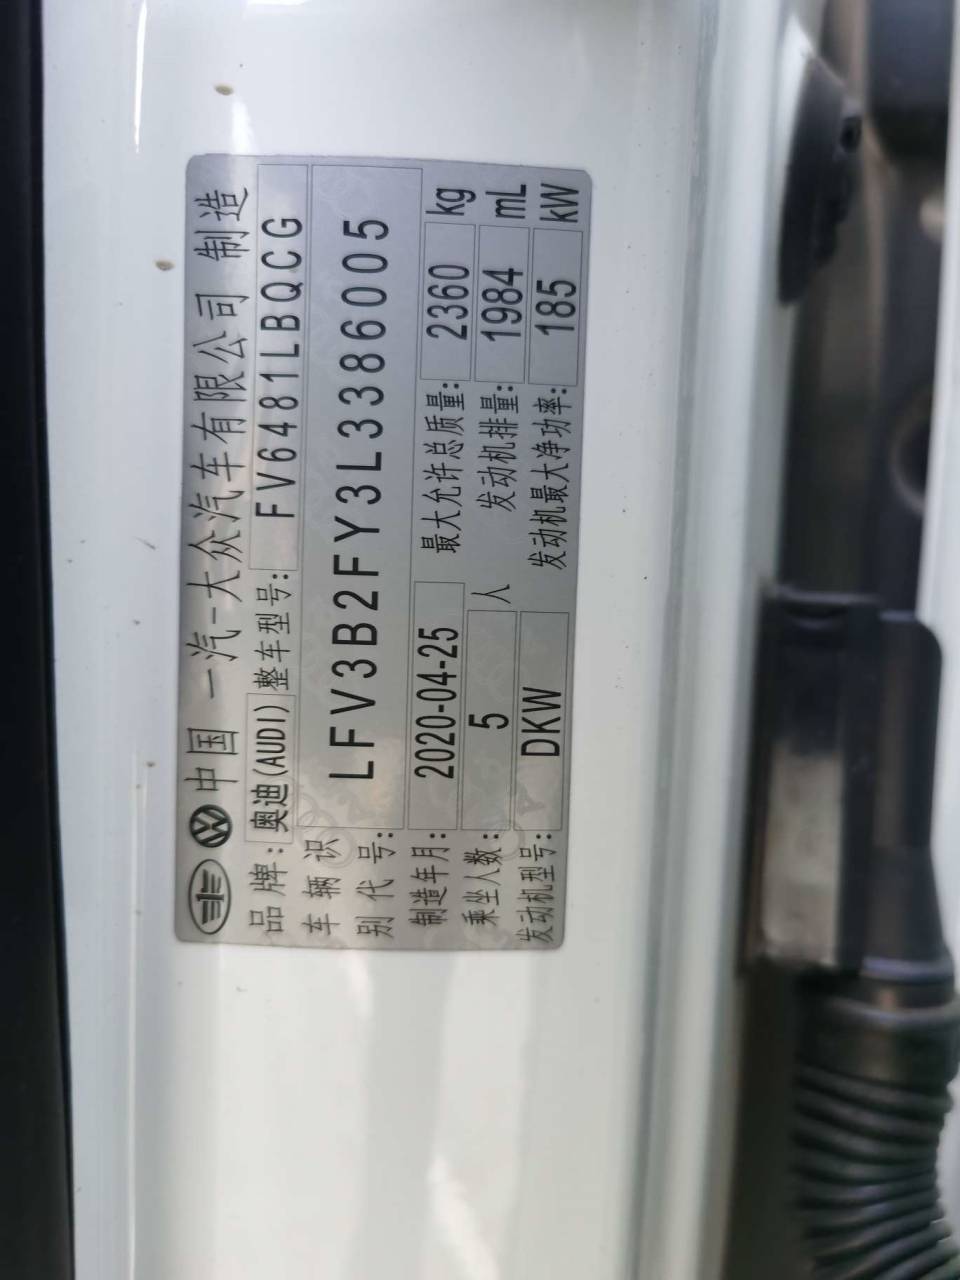 中国 一汽-大众汽车有限公司 制造
品牌: 奥迪(AUDI) 整车型号: FV6481LBQCG
车辆识别代号: LFV3B2FY3L3386005
制造年月: 2020-04-25 最大允许总质量: 2360 kg
乘坐人数: 5 人 发动机排量: 1984 mL
发动机型号: DKW 发动机最大净功率: 185 kW